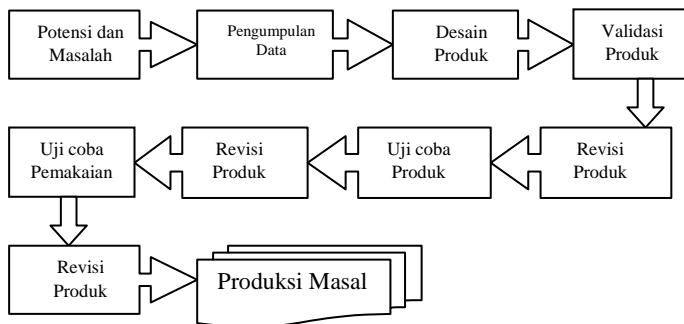 Potensi dan
Masalah
Pengumpulan
Data
Desain
Produk
Validasi
Produk
Uji coba
Pemakaian
Revisi
Produk
Uji coba
Produk
Revisi
Produk
Revisi
Produk
Produksi Masal